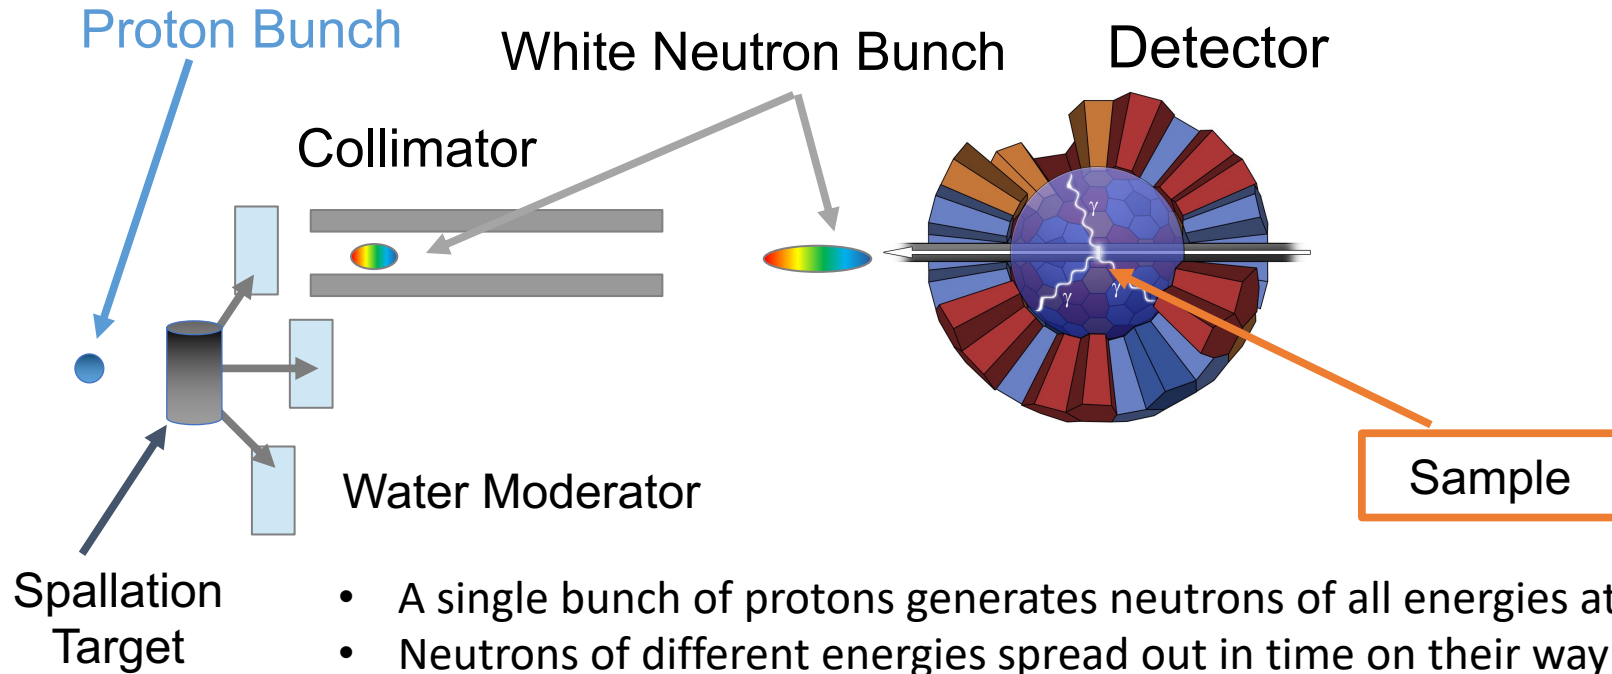 Proton Bunch
White Neutron Bunch
Detector
Collimator
γ
γ
γ
Sample
Water Moderator
Spallation
Target
• A single bunch of protons generates neutrons of all energies at
• Neutrons of different energies spread out in time on their way